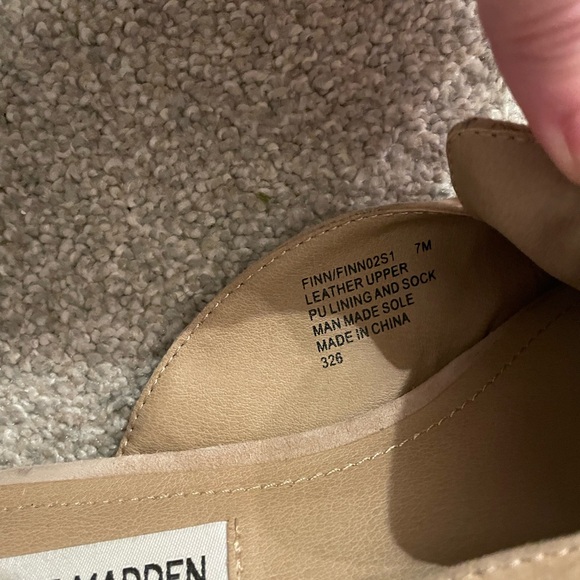 FINN/FINN02S1 7M
LEATHER UPPER
PU LINING AND SOCK
MAN MADE SOLE
MADE IN CHINA
326
MADDEN